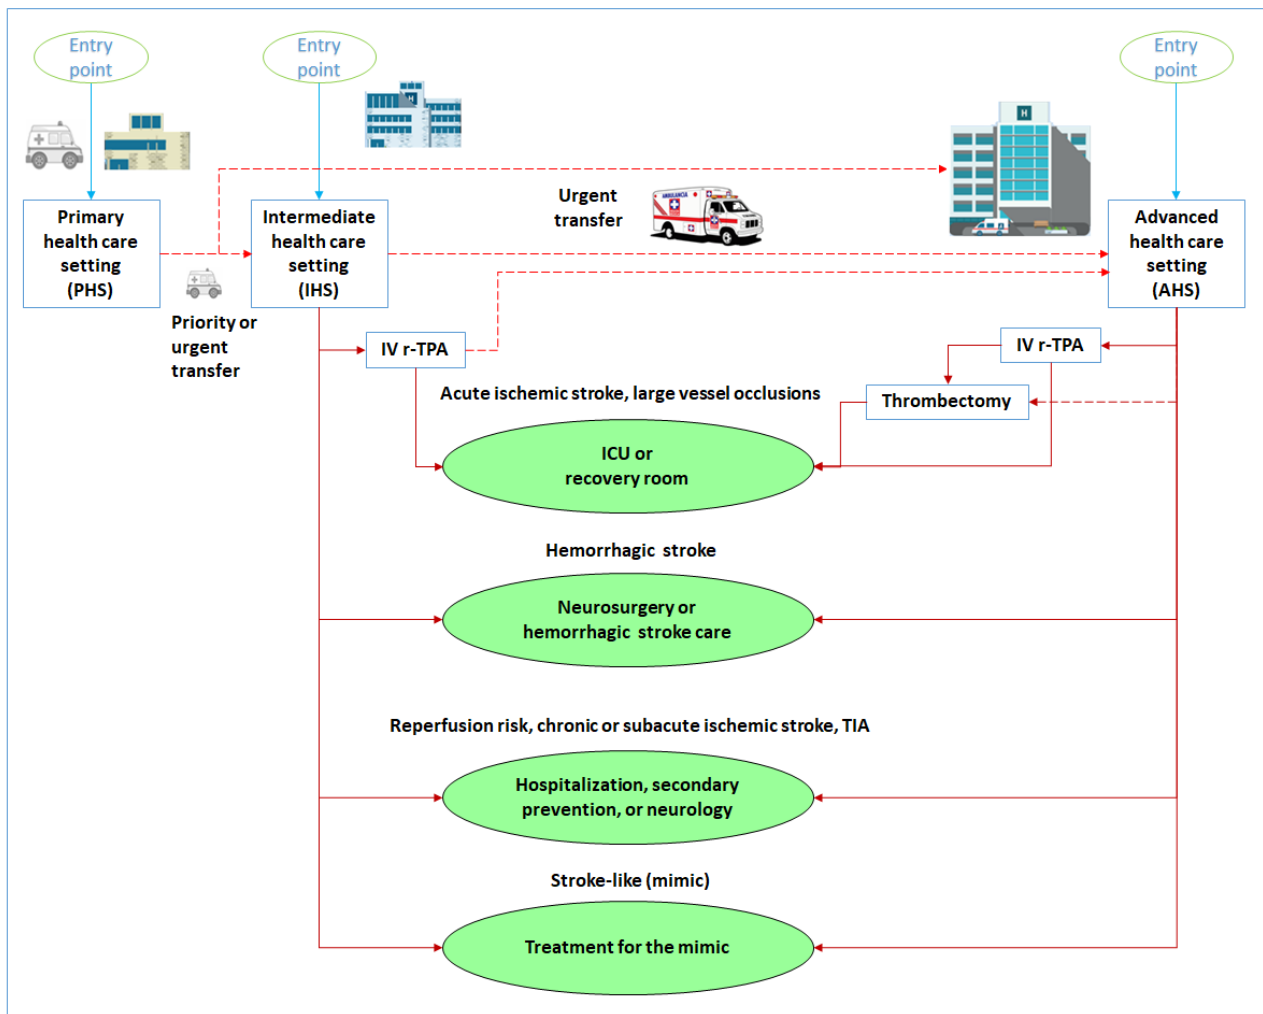 Entry
point
Entry
point
Entry
point
H
H
AMBULANCIA
Primary
health care
setting
(PHS)
Intermediate
health care
setting
(IHS)
Urgent
transfer
Advanced
health care
setting
(AHS)
Priority or
urgent
transfer
IV r-TPA
IV r-TPA
Acute ischemic stroke, large vessel occlusions
Thrombectomy
ICU or
recovery room
Hemorrhagic stroke
Neurosurgery or
hemorrhagic stroke care
Reperfusion risk, chronic or subacute ischemic stroke, TIA
Hospitalization, secondary
prevention, or neurology
Stroke-like (mimic)
Treatment for the mimic